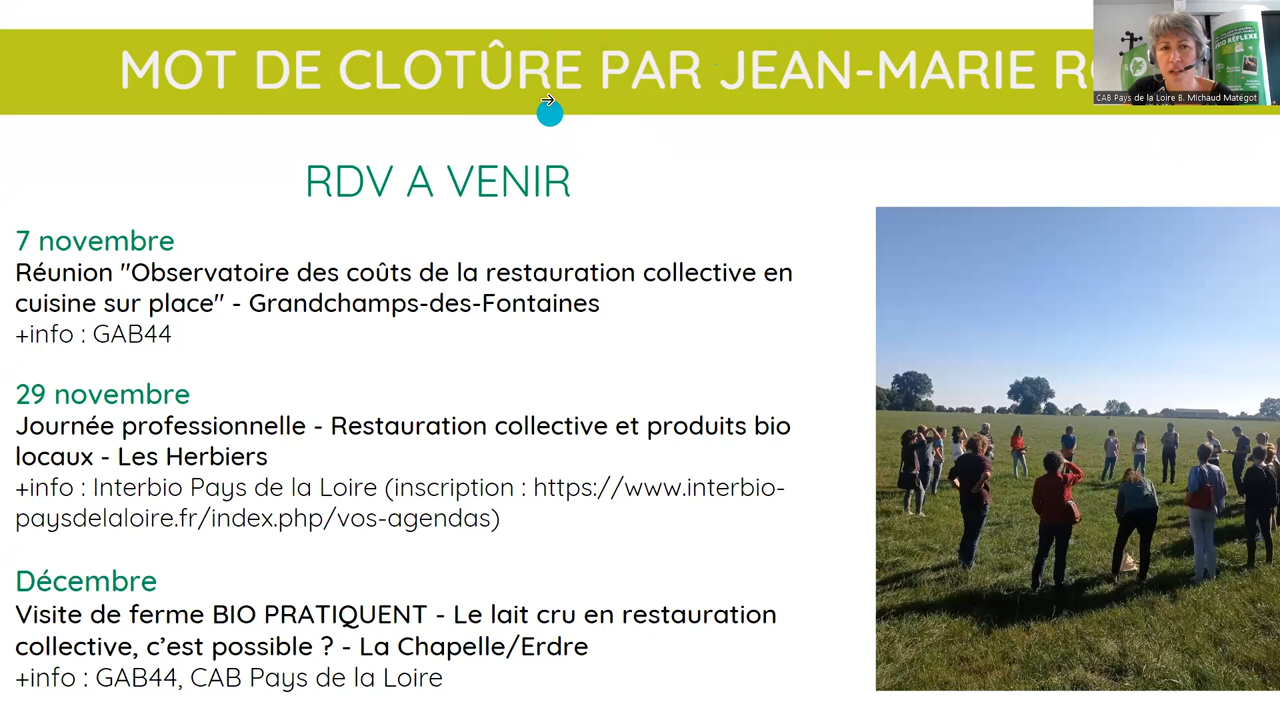 MOT DE CLOTÛRE PAR JEAN-MARIE
CAB Pays de la Loire B. Michaud Matégot
BIO RÉFLEXE
RDV A VENIR
7 novembre
Réunion "Observatoire des coûts de la restauration collective en
cuisine sur place" - Grandchamps-des-Fontaines
+info : GAB44
29 novembre
Journée professionnelle - Restauration collective et produits bio
locaux - Les Herbiers
+info : Interbio Pays de la Loire (inscription : https://www.interbio-
paysdelaloire.fr/index.php/vos-agendas)
Décembre
Visite de ferme BIO PRATIQUENT - Le lait cru en restauration
collective, c’est possible ? - La Chapelle/Erdre
+info : GAB44, CAB Pays de la Loire